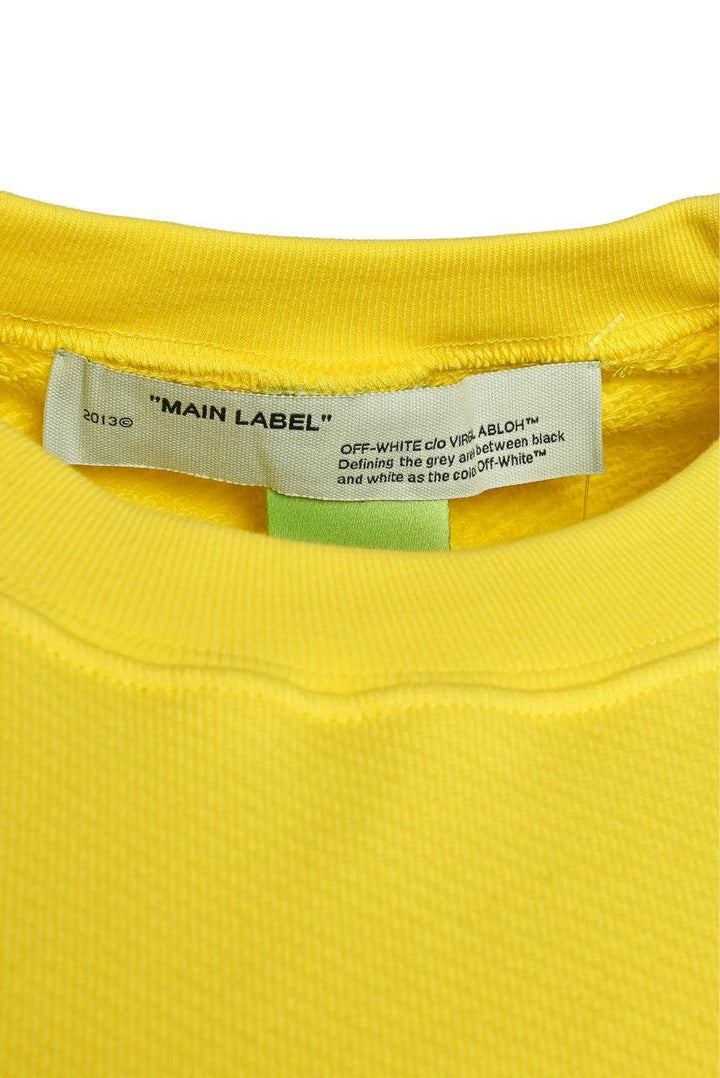 2013©
"MAIN LABEL"
OFF-WHITE c/o VIRGIL ABLOH™
Defining the grey area between black
and white as the color Off-White™